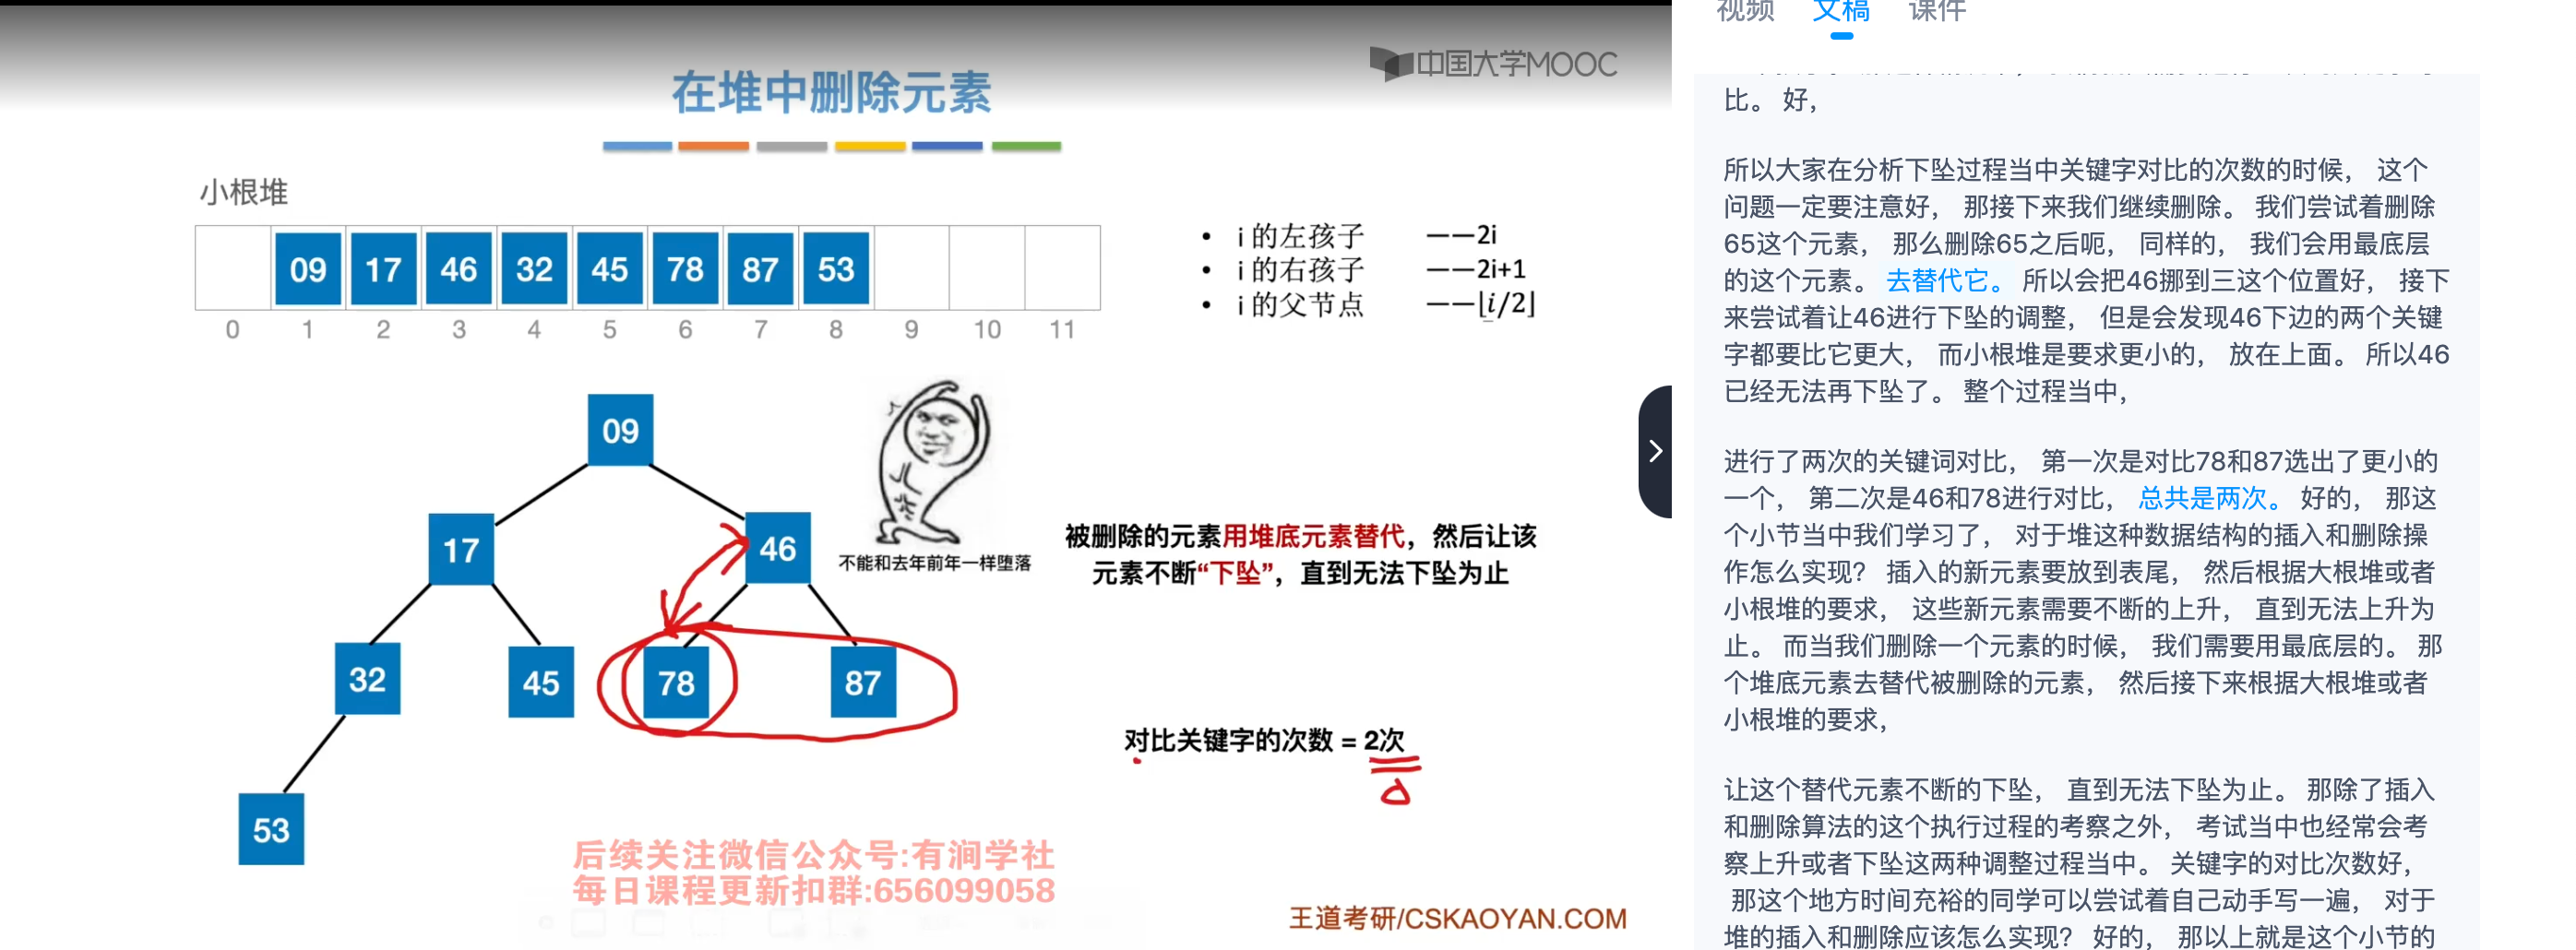 中国大学MOOC
在堆中删除元素
小根堆
09 17 46 32 45 78 87 53
0 1 2 3 4 5 6 7 8 9 10 11
• i 的左孩子 ——2i
• i 的右孩子 ——2i+1
• i 的父节点 ——⌊i/2⌋
09
17
46
32
45
78
87
53
不能和去年前年一样堕落
被删除的元素用堆底元素替代，然后让该
元素不断“下坠”，直到无法下坠为止
对比关键字的次数 = 2次
后续关注微信公众号:有涧学社
每日课程更新扣群:656099058
王道考研/CSKAOYAN.COM
视频 文稿 课件
比。 好，
所以大家在分析下坠过程当中关键字对比的次数的时候， 这个
问题一定要注意好， 那接下来我们继续删除。 我们尝试着删除
65这个元素， 那么删除65之后呃， 同样的， 我们会用最底层
的这个元素。 去替代它。 所以会把46挪到三这个位置好， 接下
来尝试着让46进行下坠的调整， 但是会发现46下边的两个关键
字都要比它更大， 而小根堆是要求更小的， 放在上面。 所以46
已经无法再下坠了。 整个过程当中，
进行了两次的关键词对比， 第一次是对比78和87选出了更小的
一个， 第二次是46和78进行对比， 总共是两次。 好的， 那这
个小节当中我们学习了， 对于堆这种数据结构的插入和删除操
作怎么实现？ 插入的新元素要放到表尾， 然后根据大根堆或者
小根堆的要求， 这些新元素需要不断的上升， 直到无法上升为
止。 而当我们删除一个元素的时候， 我们需要用最底层的。 那
个堆底元素去替代被删除的元素， 然后接下来根据大根堆或者
小根堆的要求，
让这个替代元素不断的下坠， 直到无法下坠为止。 那除了插入
和删除算法的这个执行过程的考察之外， 考试当中也经常会考
察上升或者下坠这两种调整过程当中。 关键字的对比次数好，
那这个地方时间充裕的同学可以尝试着自己动手写一遍， 对于
堆的插入和删除应该怎么实现？ 好的， 那以上就是这个小节的